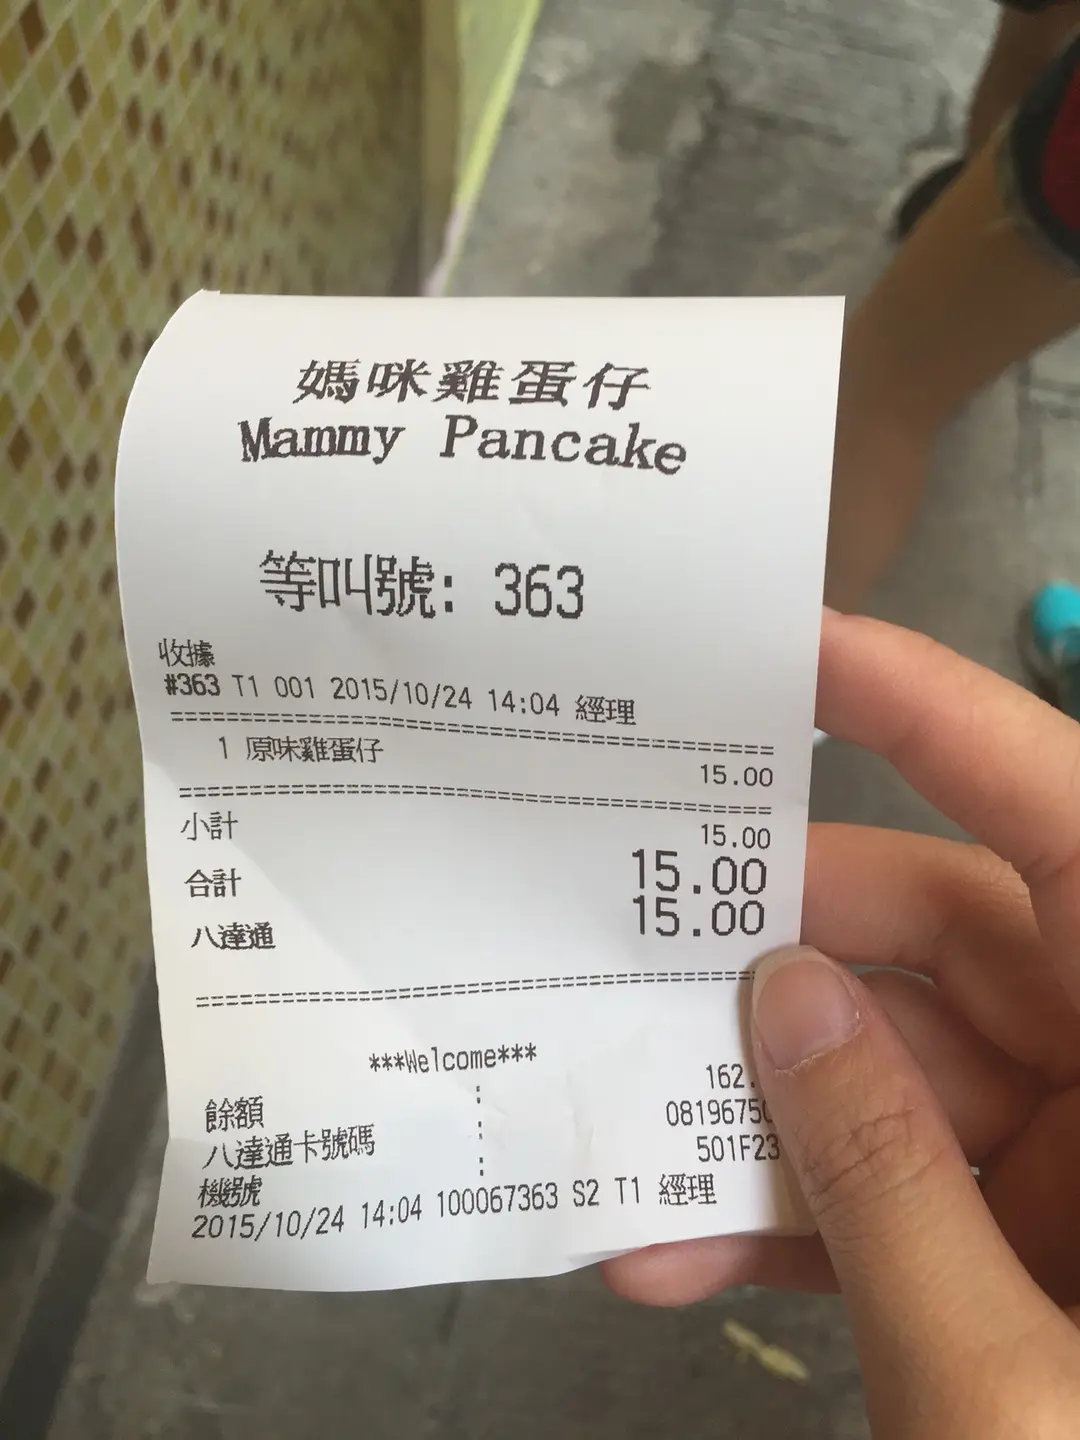 媽咪雞蛋仔
Mammy Pancake
等叫號: 363
收據
#363 T1 001 2015/10/24 14:04 經理
1 原味雞蛋仔
15.00
小計 15.00
合計 15.00
八達通 15.00
***Welcome***
餘額 : 162.
八達通卡號碼 : 0819675
機號 : 501F23
2015/10/24 14:04 100067363 S2 T1 經理